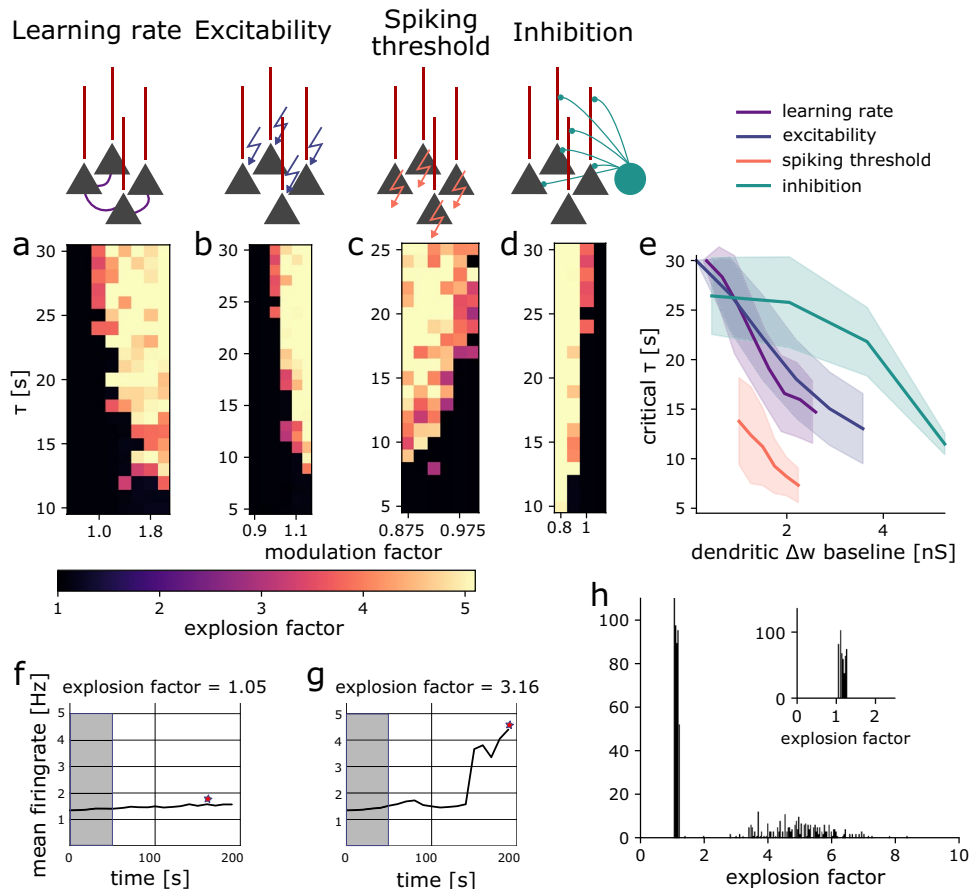 Learning rate
Excitability
Spiking
threshold
Inhibition
learning rate
excitability
spiking threshold
inhibition
a
b
c
d
e
30
25
20
15
10
τ [s]
1.0 1.8
30
25
20
15
10
5
0.9 1.1
25
20
15
10
5
0.875 0.975
30
25
20
15
10
0.8 1
modulation factor
30
25
20
15
10
5
critical τ [s]
2 4
dendritic Δw baseline [nS]
1 2 3 4 5
explosion factor
f
explosion factor = 1.05
5
4
3
2
1
mean firingrate [Hz]
0 100 200
time [s]
g
explosion factor = 3.16
5
4
3
2
1
0 100 200
time [s]
h
100
80
60
40
20
0
0 2 4 6 8 10
explosion factor
100
0
0 1 2
explosion factor